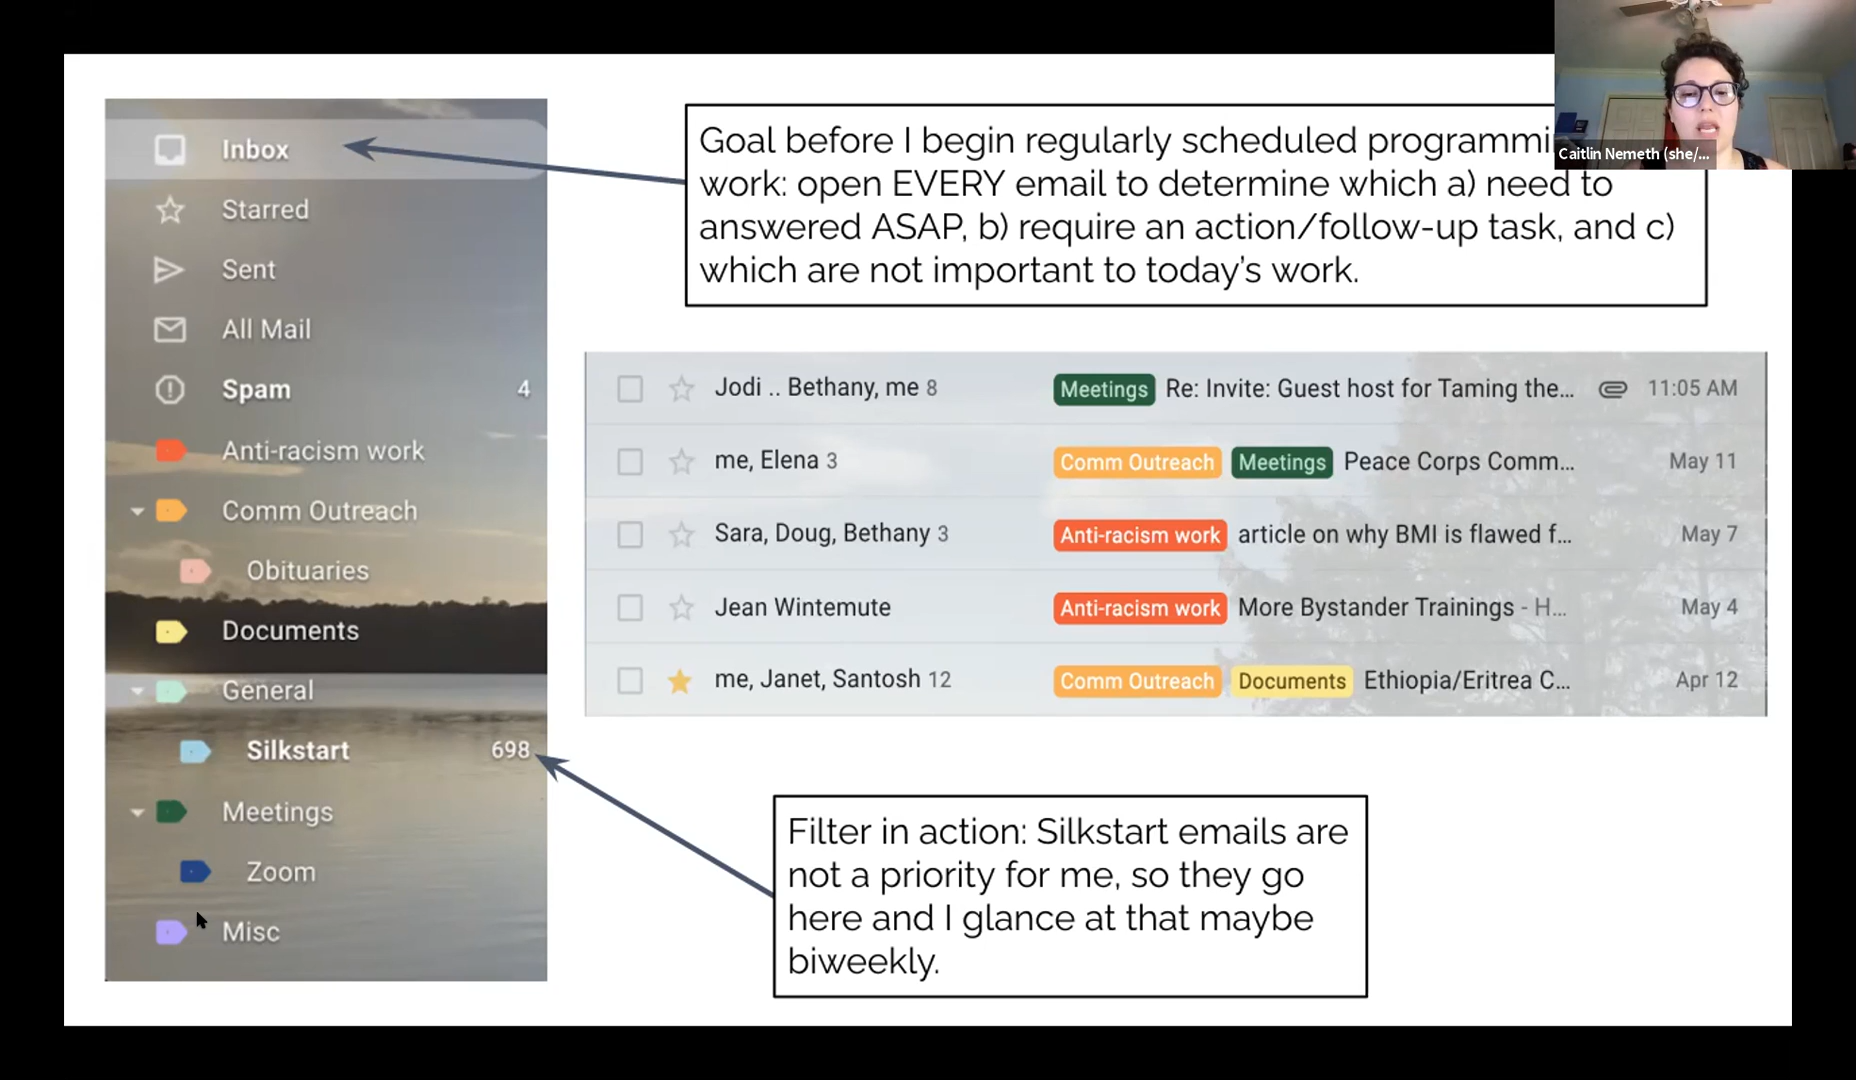 Inbox
Starred
Sent
All Mail
Spam 4
Anti-racism work
Comm Outreach
Obituaries
Documents
General
Silkstart 698
Meetings
Zoom
Misc
Goal before I begin regularly scheduled
work: open EVERY email to determine which a) need to
answered ASAP, b) require an action/follow-up task, and c)
which are not important to today's work.
Caitlin Nemeth (she/...
Jodi .. Bethany, me 8 Meetings Re: Invite: Guest host for Taming the... 11:05 AM
me, Elena 3 Comm Outreach Meetings Peace Corps Comm... May 11
Sara, Doug, Bethany 3 Anti-racism work article on why BMI is flawed f... May 7
Jean Wintemute Anti-racism work More Bystander Trainings - H... May 4
me, Janet, Santosh 12 Comm Outreach Documents Ethiopia/Eritrea C... Apr 12
Filter in action: Silkstart emails are
not a priority for me, so they go
here and I glance at that maybe
biweekly.